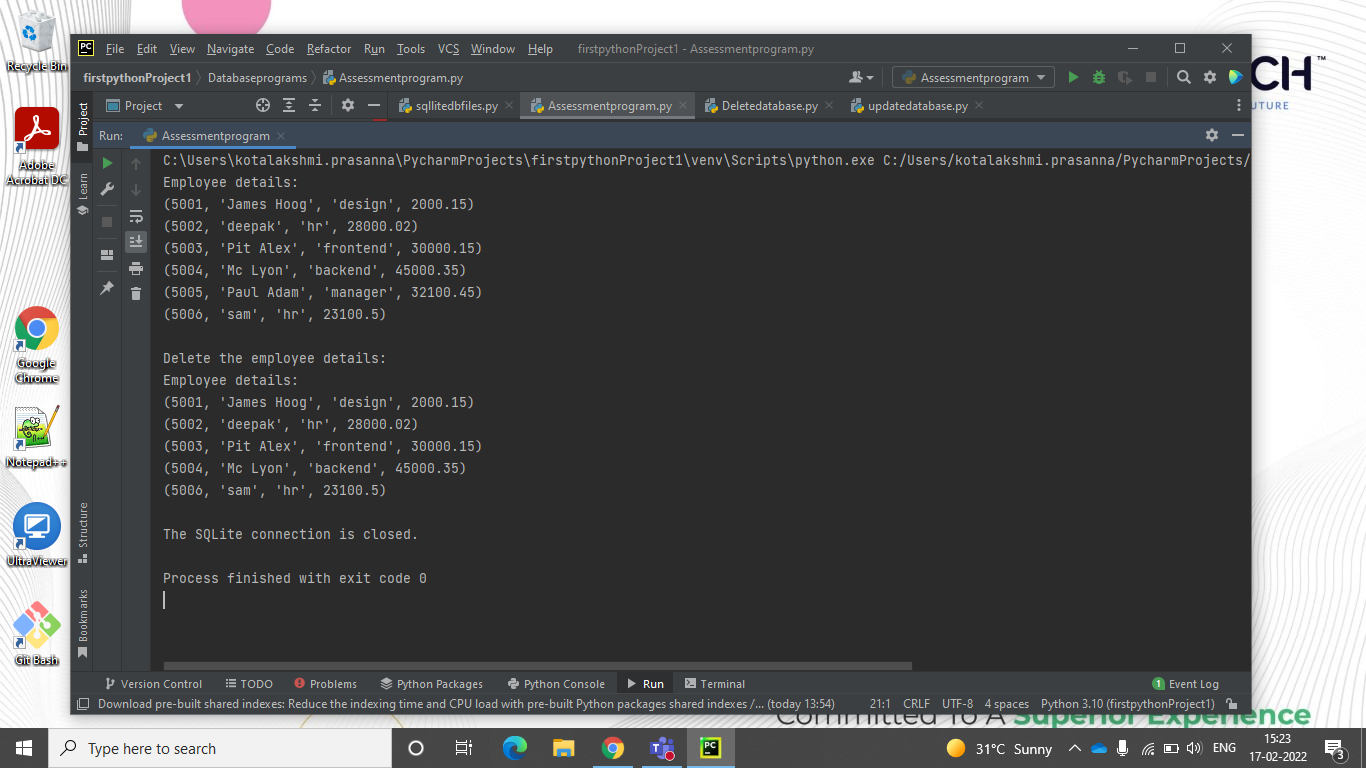 Recycle Bin
Adobe
Acrobat DC
Google
Chrome
Notepad++
UltraViewer
Git Bash
CH™
UTURE
PC
File Edit View Navigate Code Refactor Run Tools VCS Window Help firstpythonProject1 - Assessmentprogram.py
firstpythonProject1 Databaseprograms Assessmentprogram.py Assessmentprogram
Project sqllitedbfiles.py Assessmentprogram.py Deletedatabase.py updatedatabase.py
Project
Learn
Structure
Bookmarks
Run: Assessmentprogram
C:\Users\kotalakshmi.prasanna\PycharmProjects\firstpythonProject1\venv\Scripts\python.exe C:/Users/kotalakshmi.prasanna/PycharmProjects/
Employee details:
(5001, 'James Hoog', 'design', 2000.15)
(5002, 'deepak', 'hr', 28000.02)
(5003, 'Pit Alex', 'frontend', 30000.15)
(5004, 'Mc Lyon', 'backend', 45000.35)
(5005, 'Paul Adam', 'manager', 32100.45)
(5006, 'sam', 'hr', 23100.5)
Delete the employee details:
Employee details:
(5001, 'James Hoog', 'design', 2000.15)
(5002, 'deepak', 'hr', 28000.02)
(5003, 'Pit Alex', 'frontend', 30000.15)
(5004, 'Mc Lyon', 'backend', 45000.35)
(5006, 'sam', 'hr', 23100.5)
The SQLite connection is closed.
Process finished with exit code 0
Version Control TODO Problems Python Packages Python Console Run Terminal 1 Event Log
Download pre-built shared indexes: Reduce the indexing time and CPU load with pre-built Python packages shared indexes /... (today 13:54) 21:1 CRLF UTF-8 4 spaces Python 3.10 (firstpythonProject1)
Committed To A Superior Experience
Type here to search
PC
31°C Sunny
ENG
15:23
17-02-2022
3